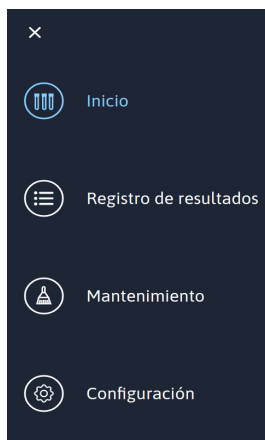 Inicio
Registro de resultados
Mantenimiento
Configuración